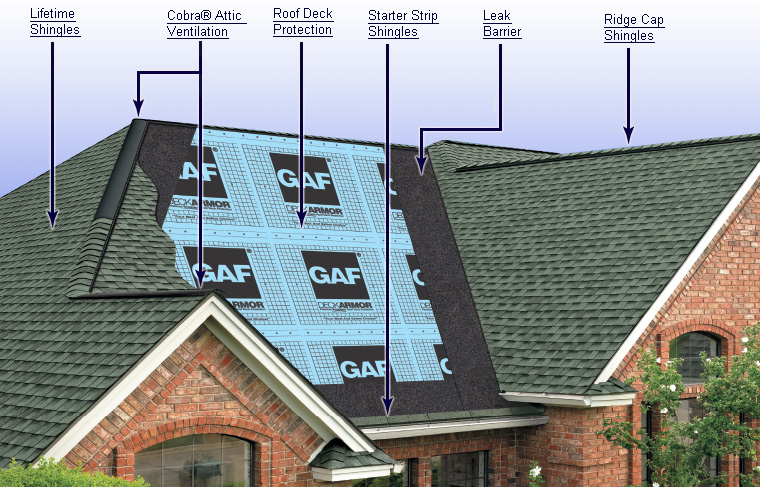 Lifetime
Shingles
Cobra® Attic
Ventilation
Roof Deck
Protection
Starter Strip
Shingles
Leak
Barrier
Ridge Cap
Shingles
GAF
GAF
DECKARMOR
DECKARMOR
GAF
GAF
DECKARMOR
DECKARMOR
GAF